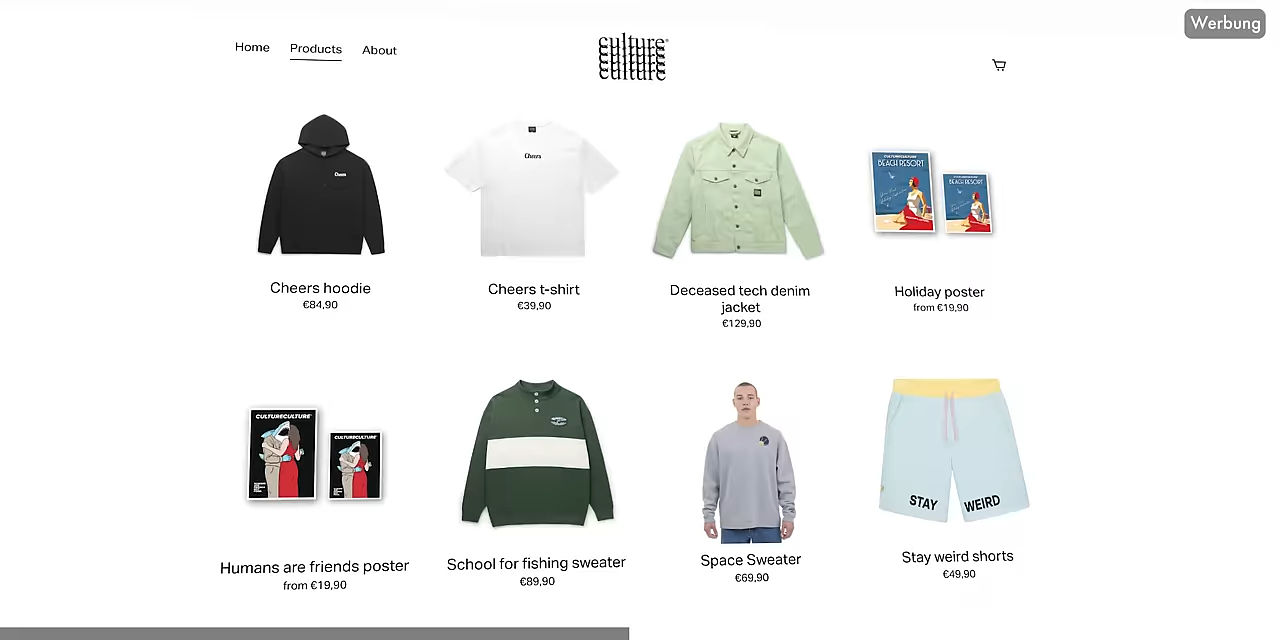 Werbung
Home Products About
culture
culture
culture
culture
Cheers
Cheers
CULTURECULTURE
BEACH RESORT
CULTURECULTURE
BEACH RESORT
Cheers hoodie
€84,90
Cheers t-shirt
€39,90
Deceased tech denim
jacket
€129,90
Holiday poster
from €19,90
CULTURECULTURE
CULTURECULTURE
STAY WEIRD
Humans are friends poster
from €19,90
School for fishing sweater
€89,90
Space Sweater
€69,90
Stay weird shorts
€49,90